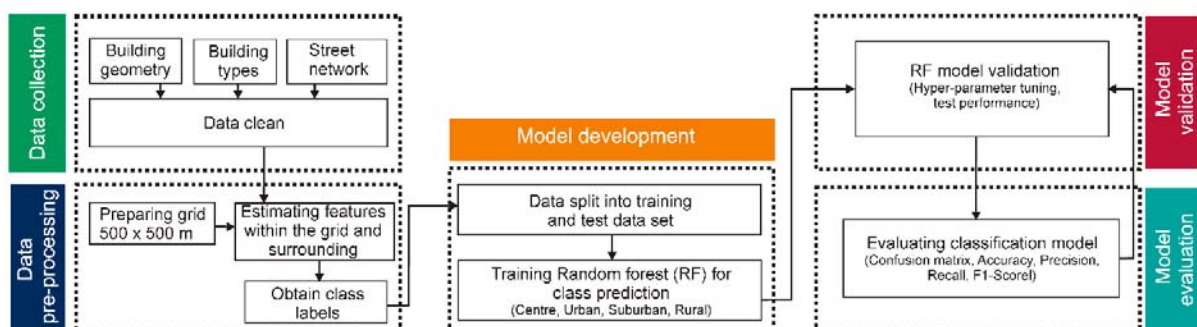 Data collection
Building
geometry
Building
types
Street
network
Data clean
Data
pre-processing
Preparing grid
500 x 500 m
Estimating features
within the grid and
surrounding
Obtain class
labels
Model development
Data split into training
and test data set
Training Random forest (RF) for
class prediction
(Centre, Urban, Suburban, Rural)
RF model validation
(Hyper-parameter tuning,
test performance)
Model
validation
Evaluating classification model
(Confusion matrix, Accuracy, Precision,
Recall, F1-Scorel)
Model
evaluation